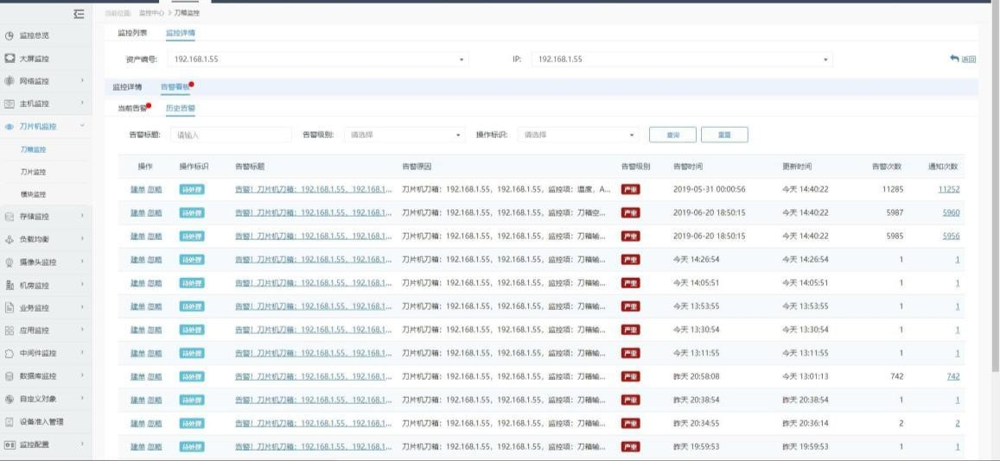 当前位置: 监控中心 > 刀箱监控
监控总览
大屏监控
网络监控
主机监控
刀片机监控
刀箱监控
刀片监控
模块监控
存储监控
负载均衡
摄像头监控
机房监控
业务监控
应用监控
中间件监控
数据库监控
自定义对象
设备准入管理
监控配置
监控列表 监控详情
资产编号: 192.168.1.55 IP: 192.168.1.55 返回
监控详情 告警看板
当前告警 历史告警
告警标题: 请输入 告警级别: 请选择 操作标识: 请选择 查询 重置
操作 操作标识 告警标题 告警原因 告警级别 告警时间 更新时间 告警次数 通知次数
建单 忽略 待处理 告警! 刀片机刀箱: 192.168.1.55, 192.168.1... 刀片机刀箱: 192.168.1.55, 192.168.1.55, 监控项: 温度, A... 严重 2019-05-31 00:00:56 今天 14:40:22 11285 11252
建单 忽略 待处理 告警! 刀片机刀箱: 192.168.1.55, 192.168.1... 刀片机刀箱: 192.168.1.55, 192.168.1.55, 监控项: 刀箱空... 严重 2019-06-20 18:50:15 今天 14:40:22 5987 5960
建单 忽略 待处理 告警! 刀片机刀箱: 192.168.1.55, 192.168.1... 刀片机刀箱: 192.168.1.55, 192.168.1.55, 监控项: 刀箱输... 严重 2019-06-20 18:50:15 今天 14:40:22 5985 5956
建单 忽略 待处理 告警! 刀片机刀箱: 192.168.1.55, 192.168.1... 刀片机刀箱: 192.168.1.55, 192.168.1.55, 监控项: 刀箱输... 严重 今天 14:26:54 今天 14:26:54 1 1
建单 忽略 待处理 告警! 刀片机刀箱: 192.168.1.55, 192.168.1... 刀片机刀箱: 192.168.1.55, 192.168.1.55, 监控项: 刀箱输... 严重 今天 14:05:51 今天 14:05:51 1 1
建单 忽略 待处理 告警! 刀片机刀箱: 192.168.1.55, 192.168.1... 刀片机刀箱: 192.168.1.55, 192.168.1.55, 监控项: 刀箱输... 严重 今天 13:53:55 今天 13:53:55 1 1
建单 忽略 待处理 告警! 刀片机刀箱: 192.168.1.55, 192.168.1... 刀片机刀箱: 192.168.1.55, 192.168.1.55, 监控项: 刀箱输... 严重 今天 13:30:54 今天 13:30:54 1 1
建单 忽略 待处理 告警! 刀片机刀箱: 192.168.1.55, 192.168.1... 刀片机刀箱: 192.168.1.55, 192.168.1.55, 监控项: 刀箱输... 严重 今天 13:11:55 今天 13:11:55 1 1
建单 忽略 待处理 告警! 刀片机刀箱: 192.168.1.55, 192.168.1... 刀片机刀箱: 192.168.1.55, 192.168.1.55, 监控项: 刀箱输... 严重 昨天 20:58:08 今天 13:01:13 742 742
建单 忽略 待处理 告警! 刀片机刀箱: 192.168.1.55, 192.168.1... 刀片机刀箱: 192.168.1.55, 192.168.1.55, 监控项: 刀箱输... 严重 昨天 20:38:54 昨天 20:38:54 1 1
建单 忽略 待处理 告警! 刀片机刀箱: 192.168.1.55, 192.168.1... 刀片机刀箱: 192.168.1.55, 192.168.1.55, 监控项: 刀箱输... 严重 昨天 20:34:55 昨天 20:36:14 2 2
建单 忽略 待处理 告警! 刀片机刀箱: 192.168.1.55, 192.168.1... 刀片机刀箱: 192.168.1.55, 192.168.1.55, 监控项: 刀箱输... 严重 昨天 19:59:53 昨天 19:59:53 1 1